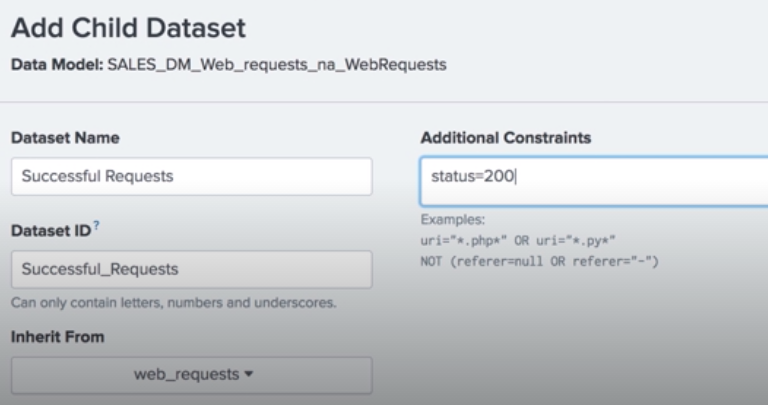 Add Child Dataset
Data Model: SALES_DM_Web_requests_na_WebRequests
Dataset Name
Successful Requests
Dataset ID ?
Successful_Requests
Can only contain letters, numbers and underscores.
Inherit From
web_requests
Additional Constraints
status=200
Examples:
uri="*.php*" OR uri="*.py*"
NOT (referer=null OR referer="-")